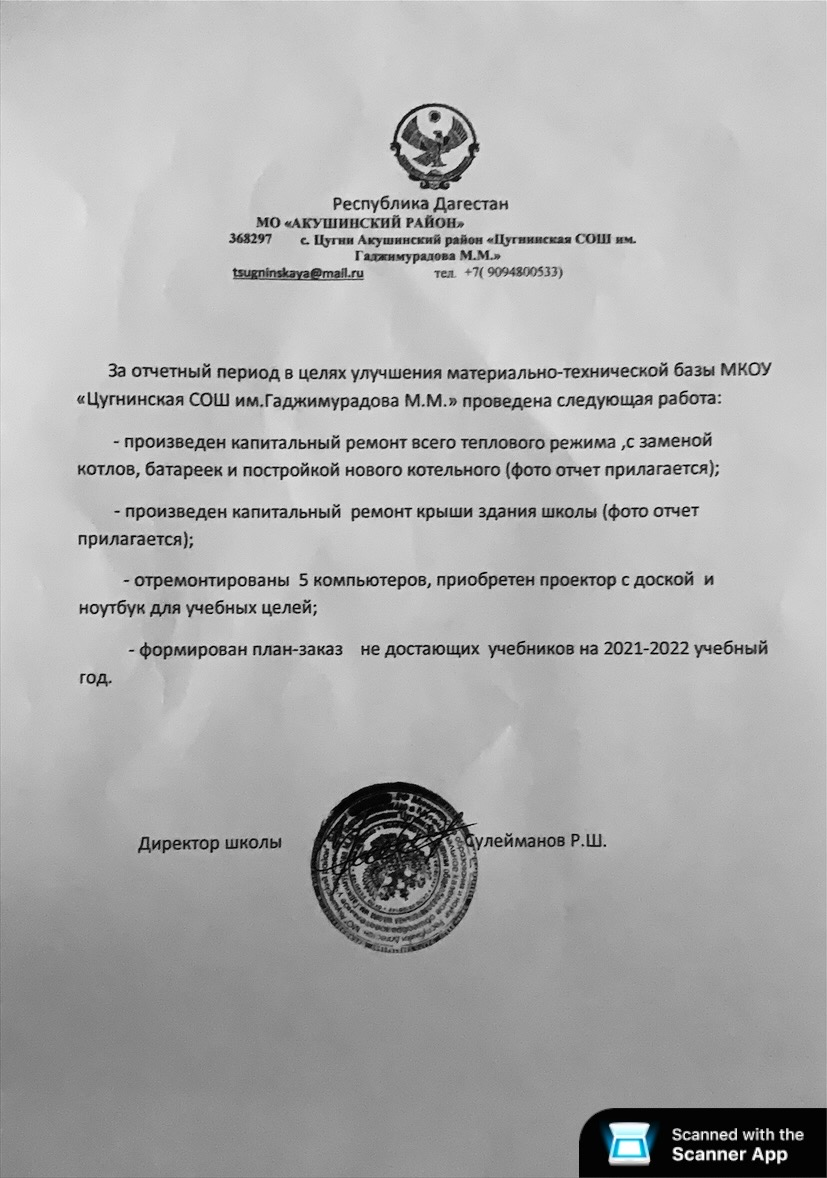 Республика Дагестан
МО «АКУШИНСКИЙ РАЙОН»
368297 с. Цугни Акушинский район «Цугнинская СОШ им.
Гаджимурадова М.М.»
tsugninskaya@mail.ru тел. +7( 9094800533)
За отчетный период в целях улучшения материально-технической базы МКОУ
«Цугнинская СОШ им.Гаджимурадова М.М.» проведена следующая работа:
- произведен капитальный ремонт всего теплового режима ,с заменой
котлов, батареек и постройкой нового котельного (фото отчет прилагается);
- произведен капитальный ремонт крыши здания школы (фото отчет
прилагается);
- отремонтированы 5 компьютеров, приобретен проектор с доской и
ноутбук для учебных целей;
- формирован план-заказ не достающих учебников на 2021-2022 учебный
год.
Директор школы Сулейманов Р.Ш.
Scanned with the
Scanner App